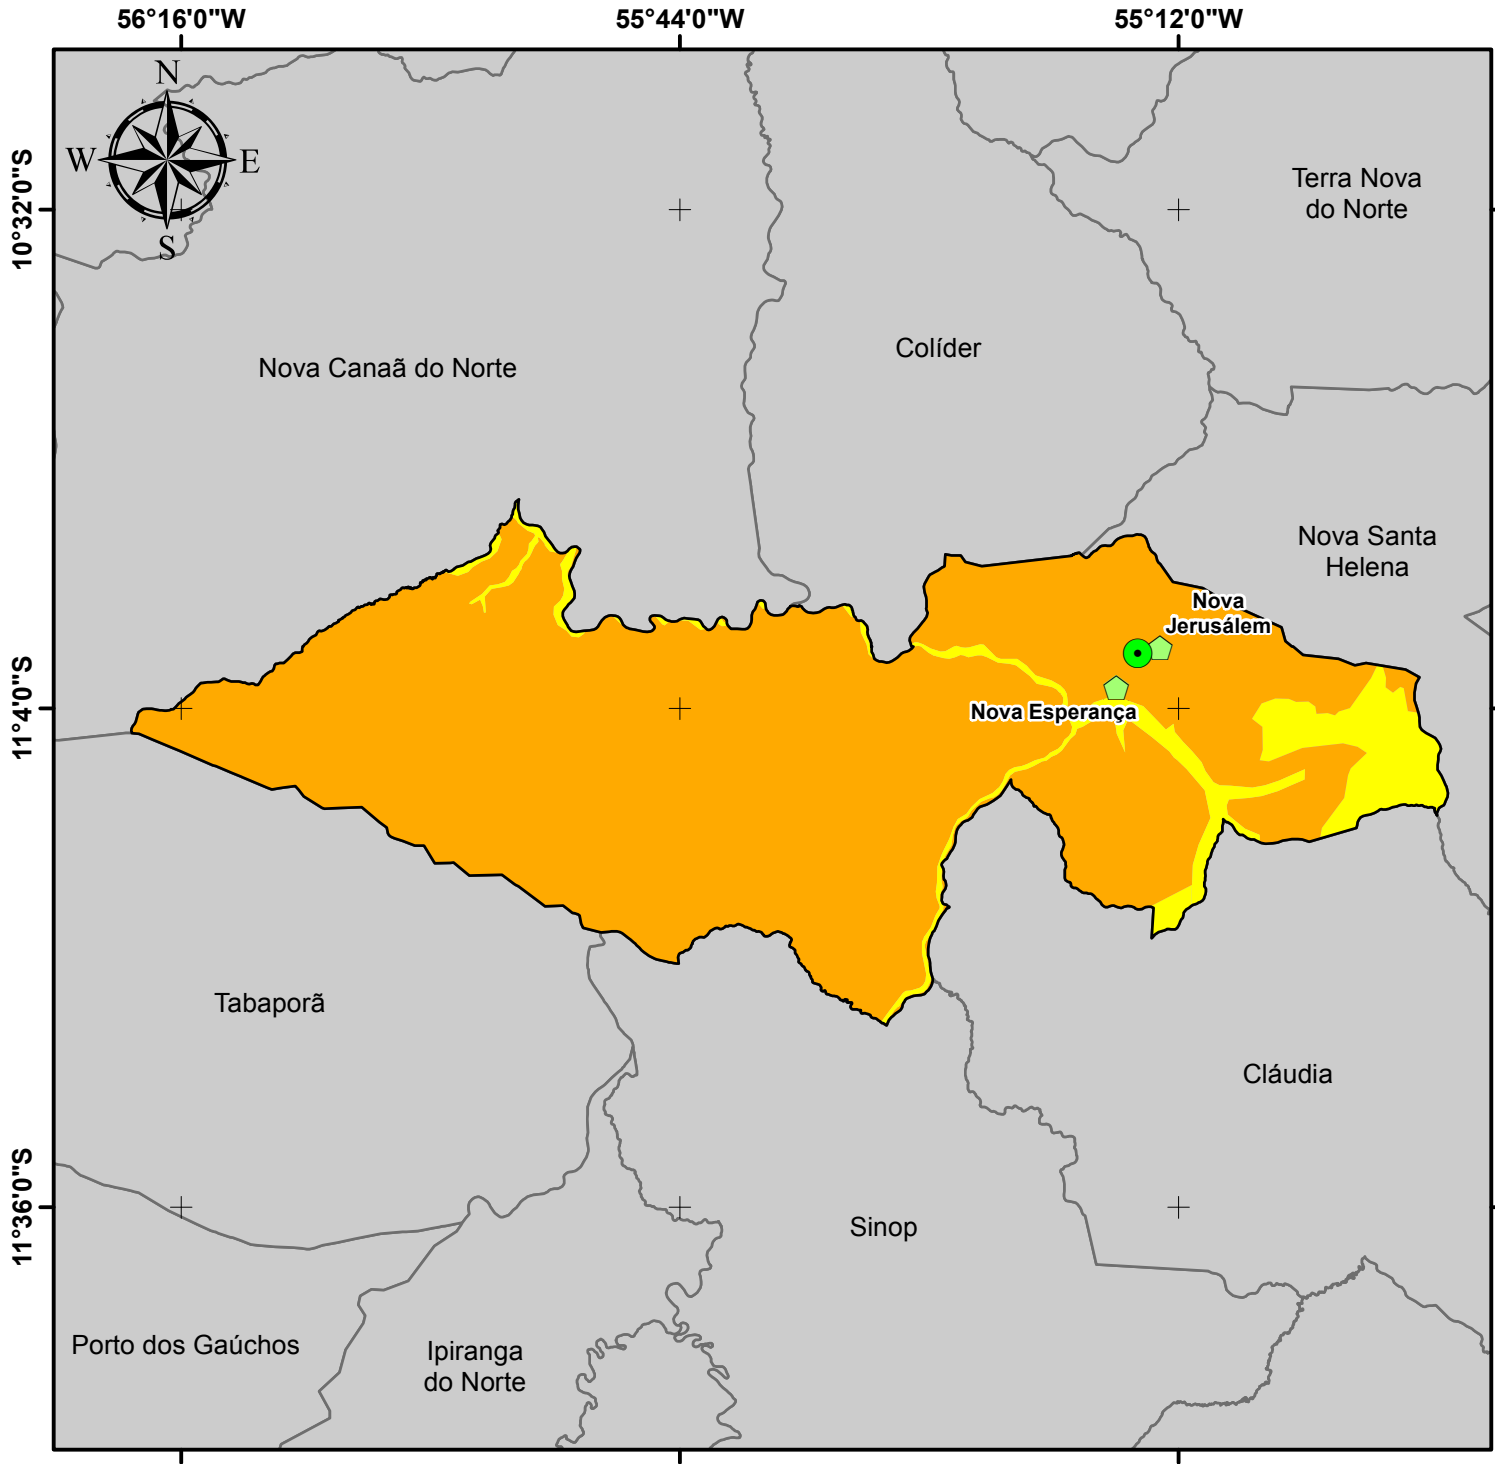 56°16'0"W
55°44'0"W
55°12'0"W
N
W
E
S
10°32'0"S
Terra Nova
do Norte
Colíder
Nova Canaã do Norte
Nova Santa
Helena
Nova
Jerusálem
11°4'0"S
Nova Esperança
Tabaporã
Cláudia
11°36'0"S
Sinop
Porto dos Gaúchos
Ipiranga
do Norte